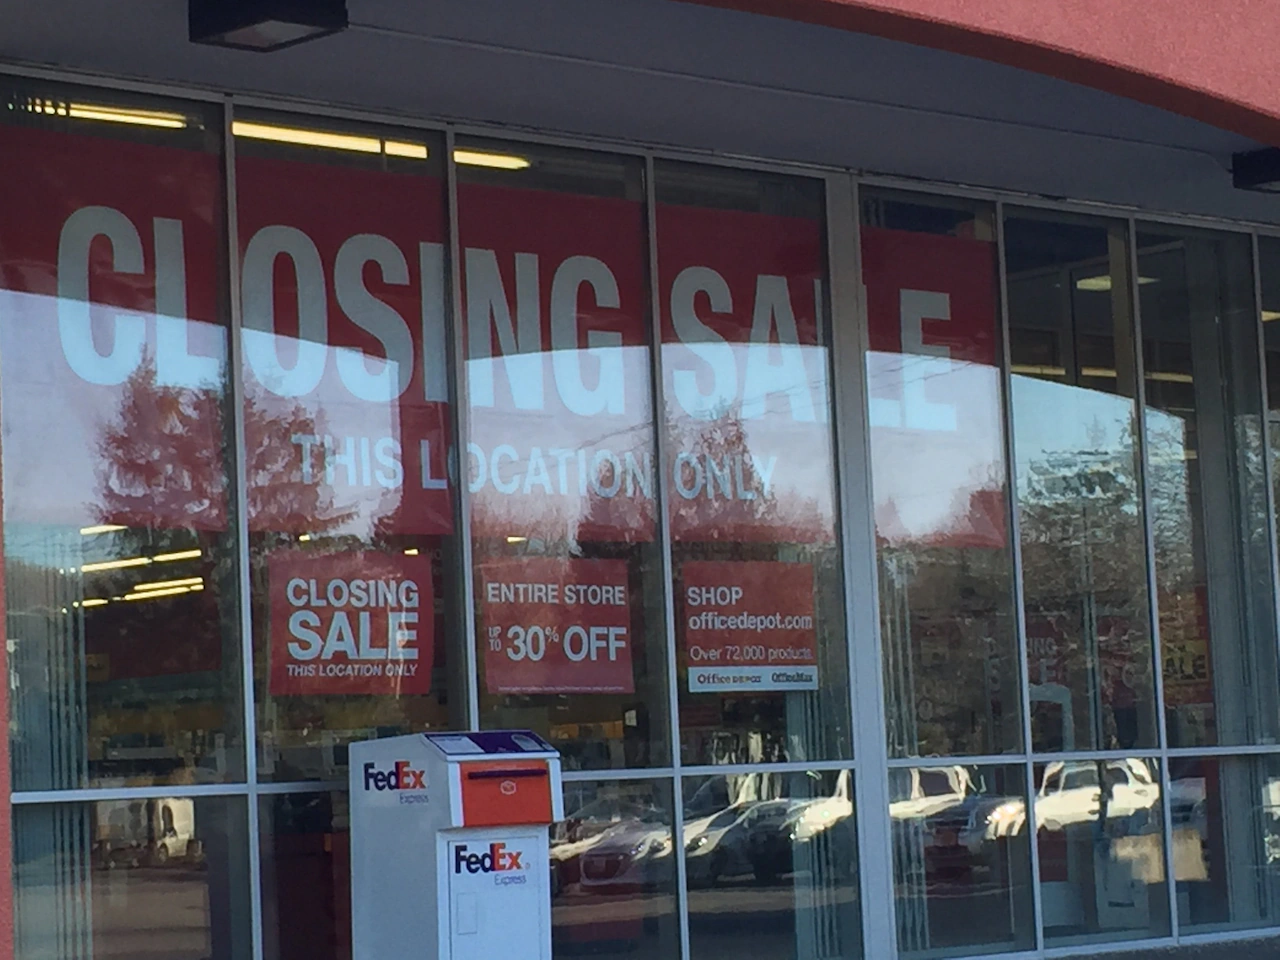 CLOSING SALE
THIS LOCATION ONLY
CLOSING
SALE
THIS LOCATION ONLY
ENTIRE STORE
UP TO 30% OFF
SHOP
officedepot.com
Over 72,000 products
Office DEPOT OfficeMax
FedEx
Express
FedEx
Express
SALE